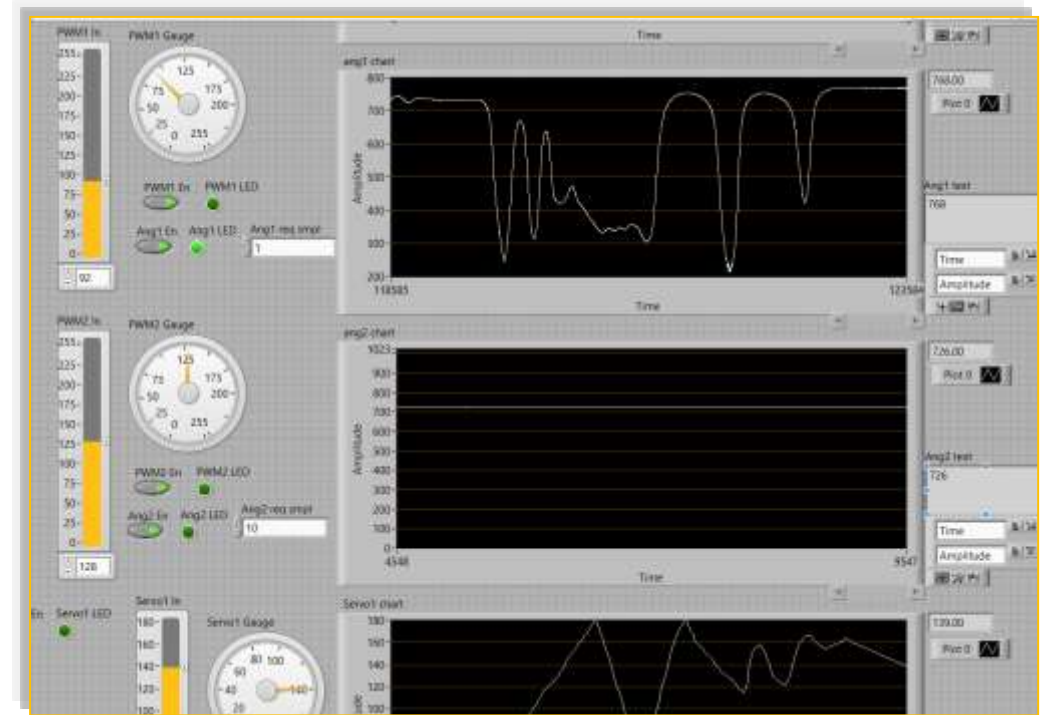 PWM1 In
PWM1 Gauge
255
225
200
175
150
125
100
75
50
25
0
92
0
25
50
75
125
175
200
255
PWM1 En
PWM1 LED
Ang1 En
Ang1 LED
Ang1 req smpl
1
Time
ang1 chart
800
700
600
500
400
300
200
Amplitude
118585
Time
768.00
Plot 0
Ang1 text
768
Time
Amplitude
PWM2 In
PWM2 Gauge
255
225
200
175
150
125
100
75
50
25
0
128
0
25
50
75
125
175
200
255
PWM2 En
PWM2 LED
Ang2 En
Ang2 LED
Ang2 req smpl
10
ang2 chart
1023
900
800
700
600
500
400
300
200
100
0
Amplitude
4548
9547
Time
726.00
Plot 0
Ang2 text
726
Time
Amplitude
En
Servo1 LED
Servo1 In
180
160
140
120
100
Servo1 Gauge
20
40
60
80
100
140
Servo1 chart
180
160
140
120
100
139.00
Plot 0